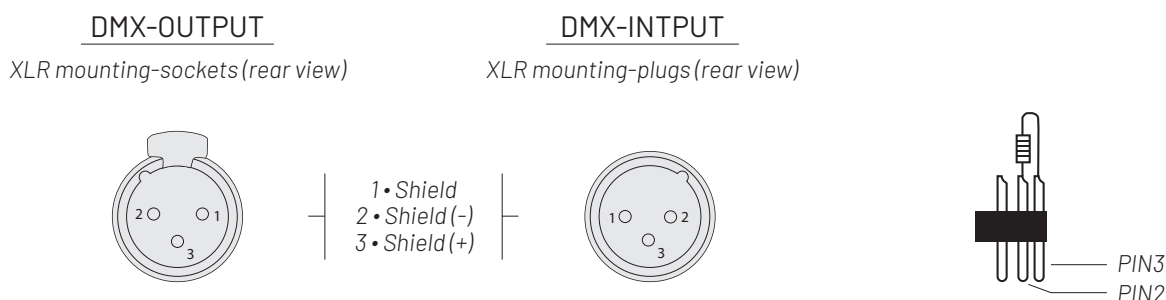 DMX-OUTPUT
XLR mounting-sockets (rear view)
DMX-INTPUT
XLR mounting-plugs (rear view)
2
1
3
1 • Shield
2 • Shield (-)
3 • Shield (+)
1
2
3
PIN3
PIN2